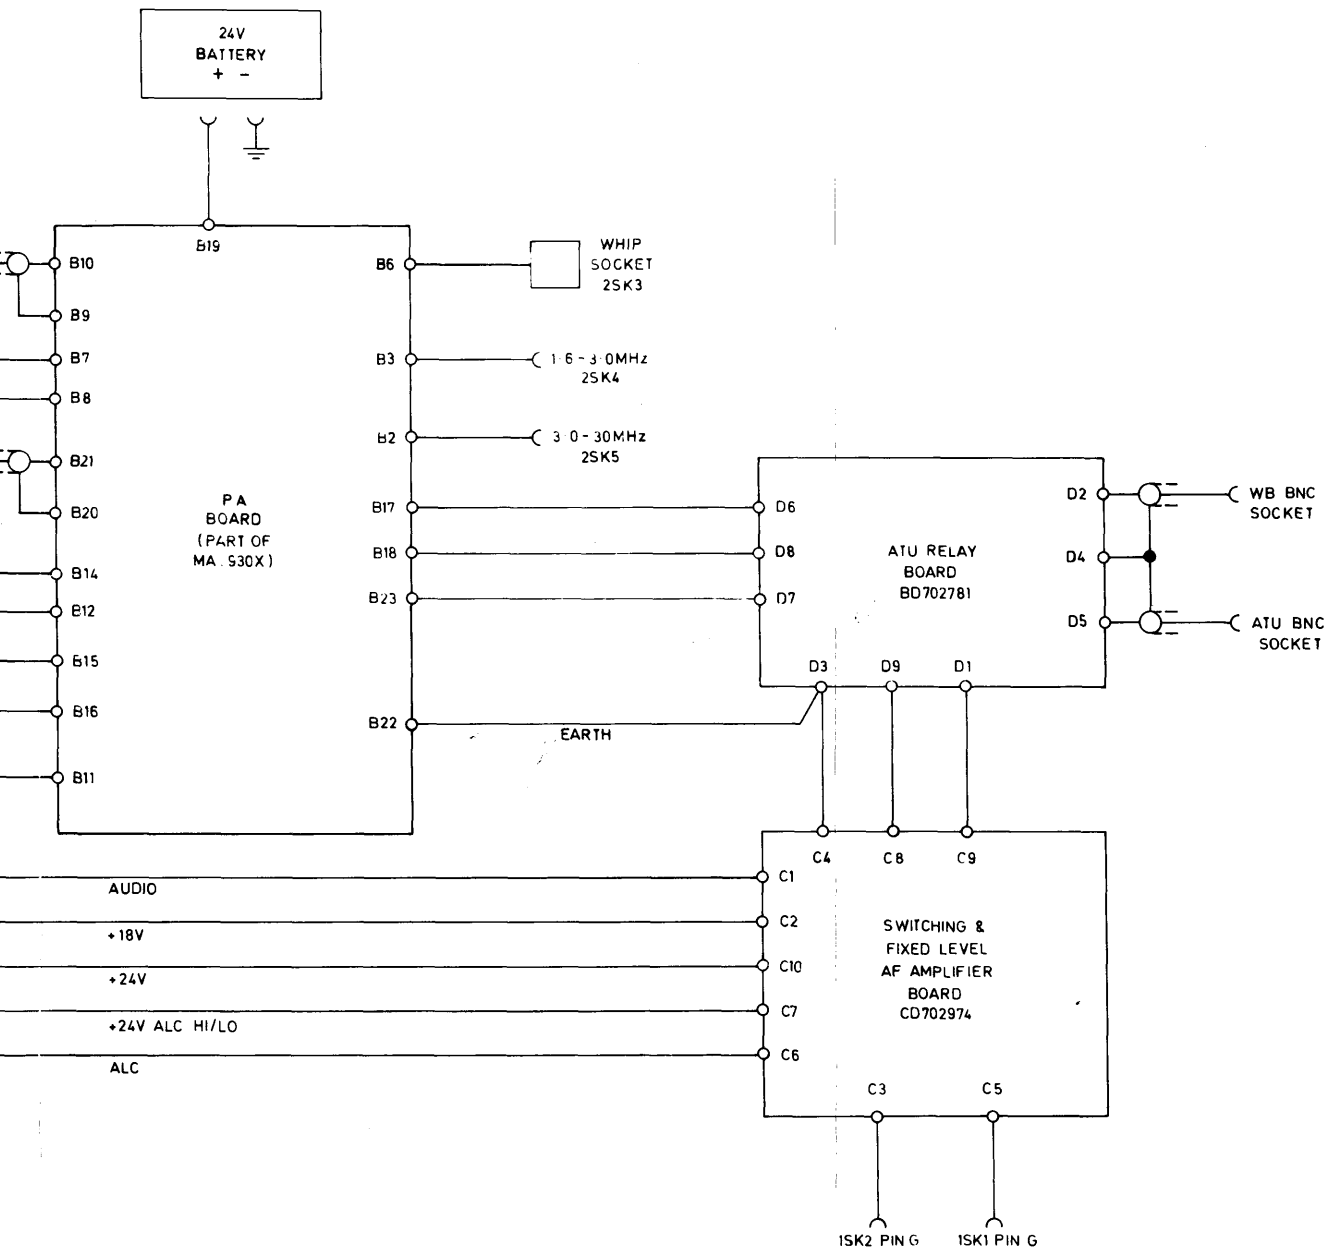 24V
BATTERY
+ -
B19
B10
B9
B7
B8
B21
B20
B14
B12
B15
B16
B11
PA
BOARD
(PART OF
MA.930X)
B6
B3
B2
B17
B18
B23
B22
WHIP
SOCKET
2SK3
1·6-3·0MHz
2SK4
3·0-30MHz
2SK5
EARTH
D6
D8
D7
ATU RELAY
BOARD
BD702781
D2
D4
D5
D3 D9 D1
WB BNC
SOCKET
ATU BNC
SOCKET
C4 C8 C9
AUDIO
+18V
+24V
+24V ALC HI/LO
ALC
C1
C2
C10
C7
C6
SWITCHING &
FIXED LEVEL
AF AMPLIFIER
BOARD
CD702974
C3 C5
1SK2 PIN G 1SK1 PIN G